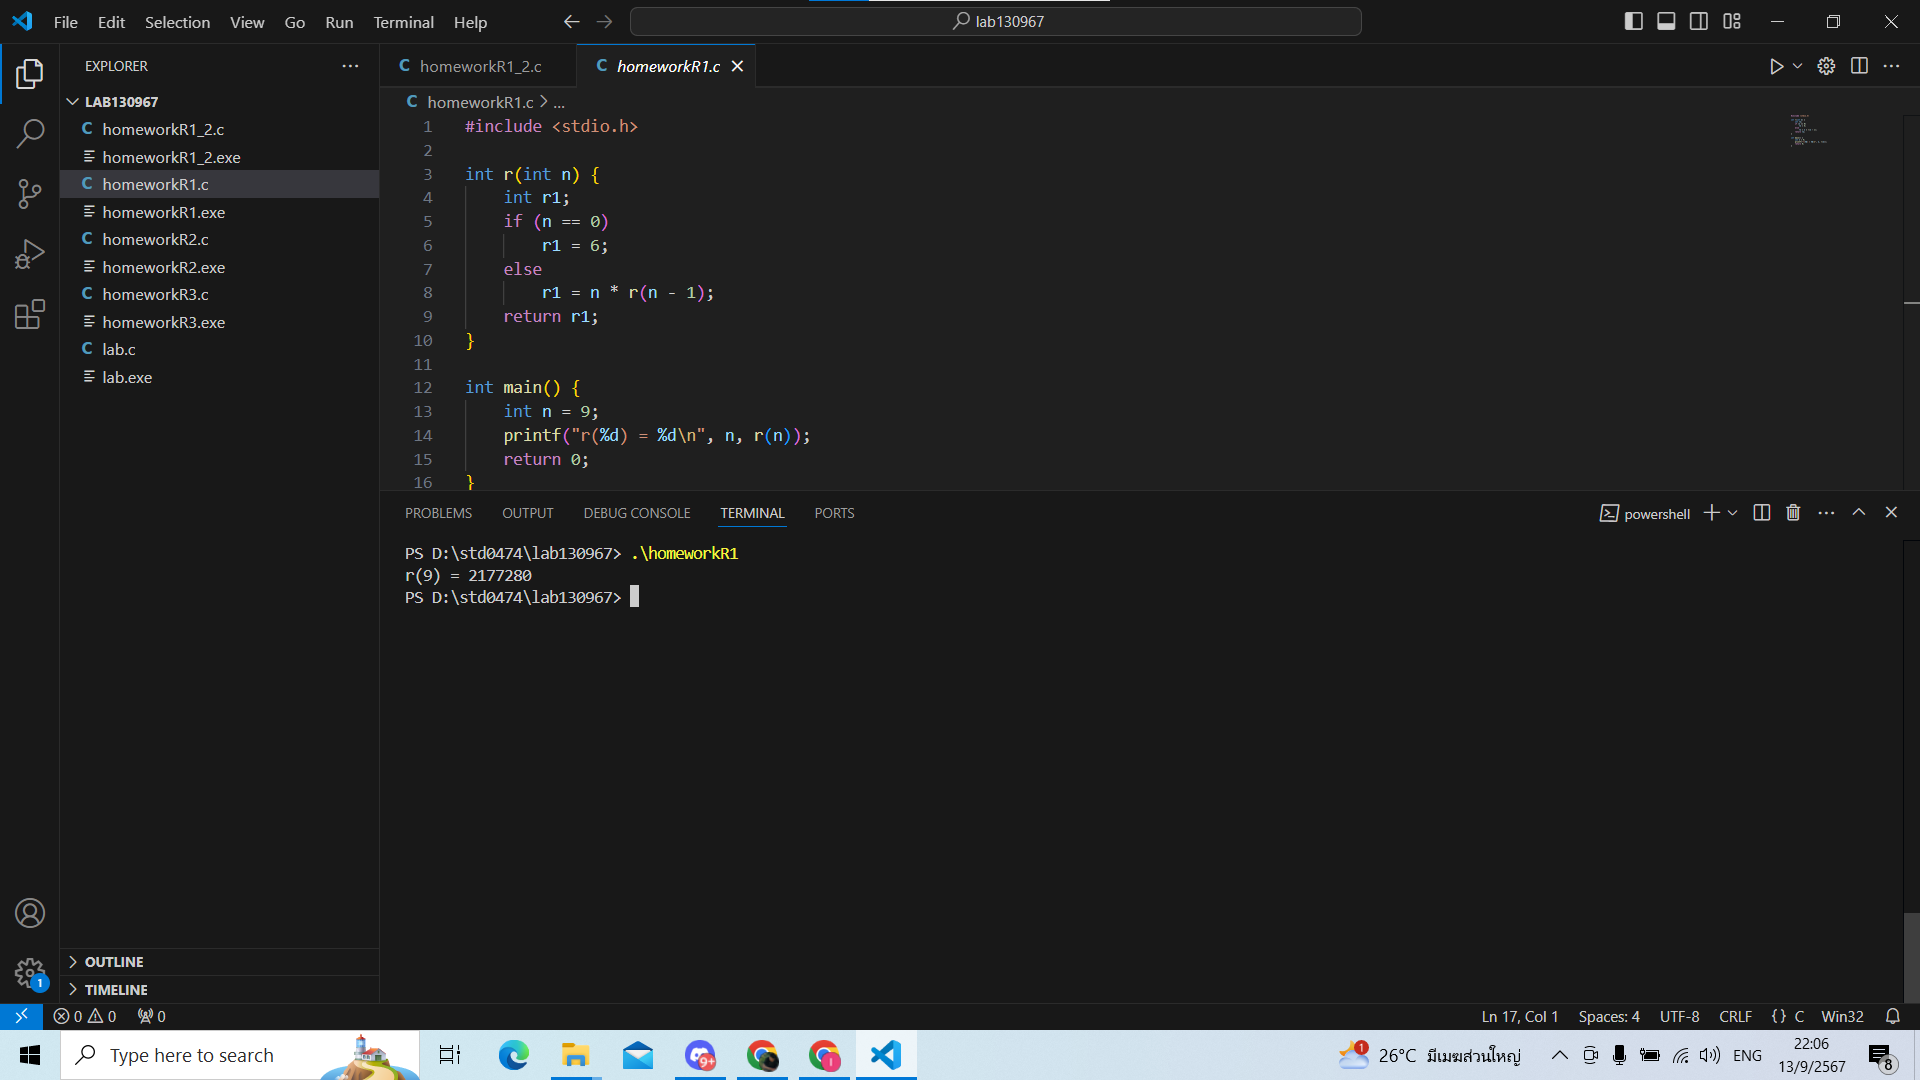 File Edit Selection View Go Run Terminal Help
lab130967
EXPLORER
LAB130967
C homeworkR1_2.c
homeworkR1_2.exe
C homeworkR1.c
homeworkR1.exe
C homeworkR2.c
homeworkR2.exe
C homeworkR3.c
homeworkR3.exe
C lab.c
lab.exe
OUTLINE
TIMELINE
1
C homeworkR1_2.c
C homeworkR1.c
C homeworkR1.c > ...
1 #include <stdio.h>
2
3 int r(int n) {
4 int r1;
5 if (n == 0)
6 r1 = 6;
7 else
8 r1 = n * r(n - 1);
9 return r1;
10 }
11
12 int main() {
13 int n = 9;
14 printf("r(%d) = %d\n", n, r(n));
15 return 0;
16 }
PROBLEMS OUTPUT DEBUG CONSOLE TERMINAL PORTS
powershell
PS D:\std0474\lab130967> .\homeworkR1
r(9) = 2177280
PS D:\std0474\lab130967>
0 0 0
Ln 17, Col 1 Spaces: 4 UTF-8 CRLF {} C Win32
Type here to search
9+
1
26°C มีเมฆส่วนใหญ่
ENG
22:06
13/9/2567
8